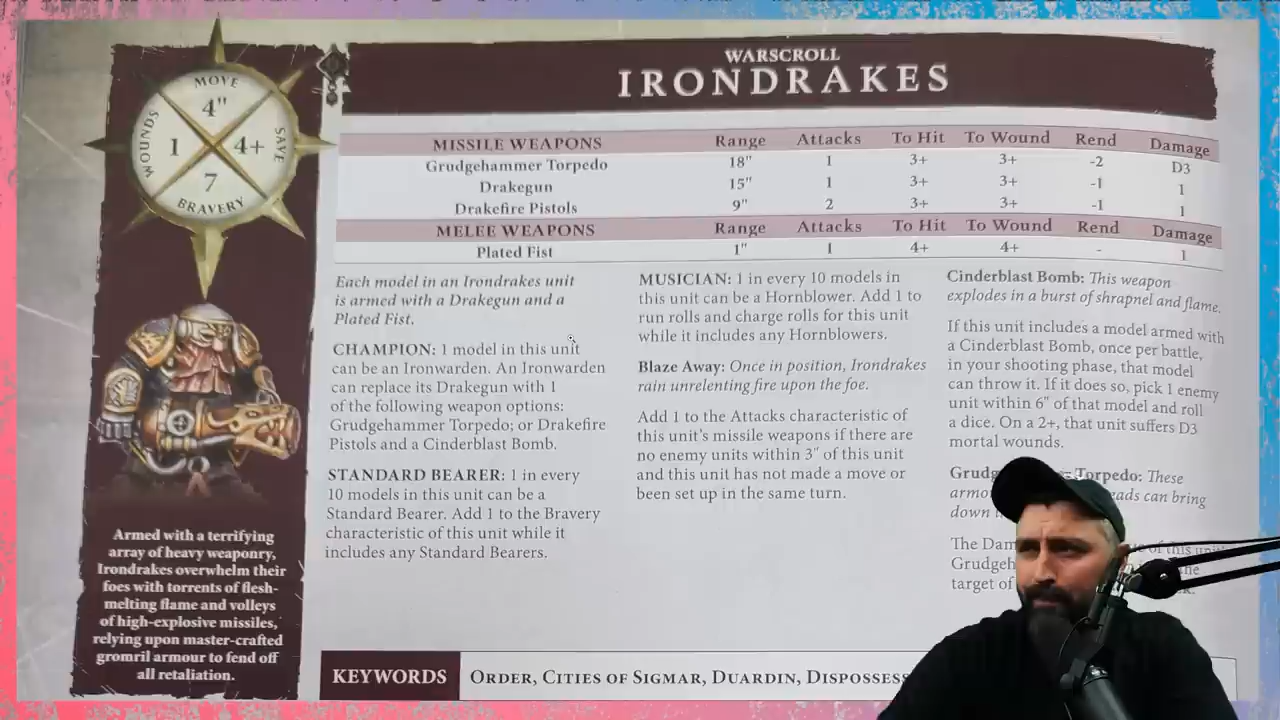 WARSCROLL
IRONDRAKES
MOVE
4"
WOUNDS
1
4+
SAVE
7
BRAVERY
MISSILE WEAPONS Range Attacks To Hit To Wound Rend Damage
Grudgehammer Torpedo 18" 1 3+ 3+ -2 D3
Drakegun 15" 1 3+ 3+ -1 1
Drakefire Pistols 9" 2 3+ 3+ -1 1
MELEE WEAPONS Range Attacks To Hit To Wound Rend Damage
Plated Fist 1" 1 4+ 4+ - 1
Each model in an Irondrakes unit
is armed with a Drakegun and a
Plated Fist.
CHAMPION: 1 model in this unit
can be an Ironwarden. An Ironwarden
can replace its Drakegun with 1
of the following weapon options:
Grudgehammer Torpedo; or Drakefire
Pistols and a Cinderblast Bomb.
STANDARD BEARER: 1 in every
10 models in this unit can be a
Standard Bearer. Add 1 to the Bravery
characteristic of this unit while it
includes any Standard Bearers.
MUSICIAN: 1 in every 10 models in
this unit can be a Hornblower. Add 1 to
run rolls and charge rolls for this unit
while it includes any Hornblowers.
Blaze Away: Once in position, Irondrakes
rain unrelenting fire upon the foe.
Add 1 to the Attacks characteristic of
this unit's missile weapons if there are
no enemy units within 3" of this unit
and this unit has not made a move or
been set up in the same turn.
Cinderblast Bomb: This weapon
explodes in a burst of shrapnel and flame.
If this unit includes a model armed with
a Cinderblast Bomb, once per battle,
in your shooting phase, that model
can throw it. If it does so, pick 1 enemy
unit within 6" of that model and roll
a dice. On a 2+, that unit suffers D3
mortal wounds.
Torpedo: These
can bring
down
The
of this
target of
Armed with a terrifying
array of heavy weaponry,
Irondrakes overwhelm their
foes with torrents of flesh-
melting flame and volleys
of high-explosive missiles,
relying upon master-crafted
gromril armour to fend off
all retaliation.
KEYWORDS ORDER, CITIES OF SIGMAR, DUARDIN,